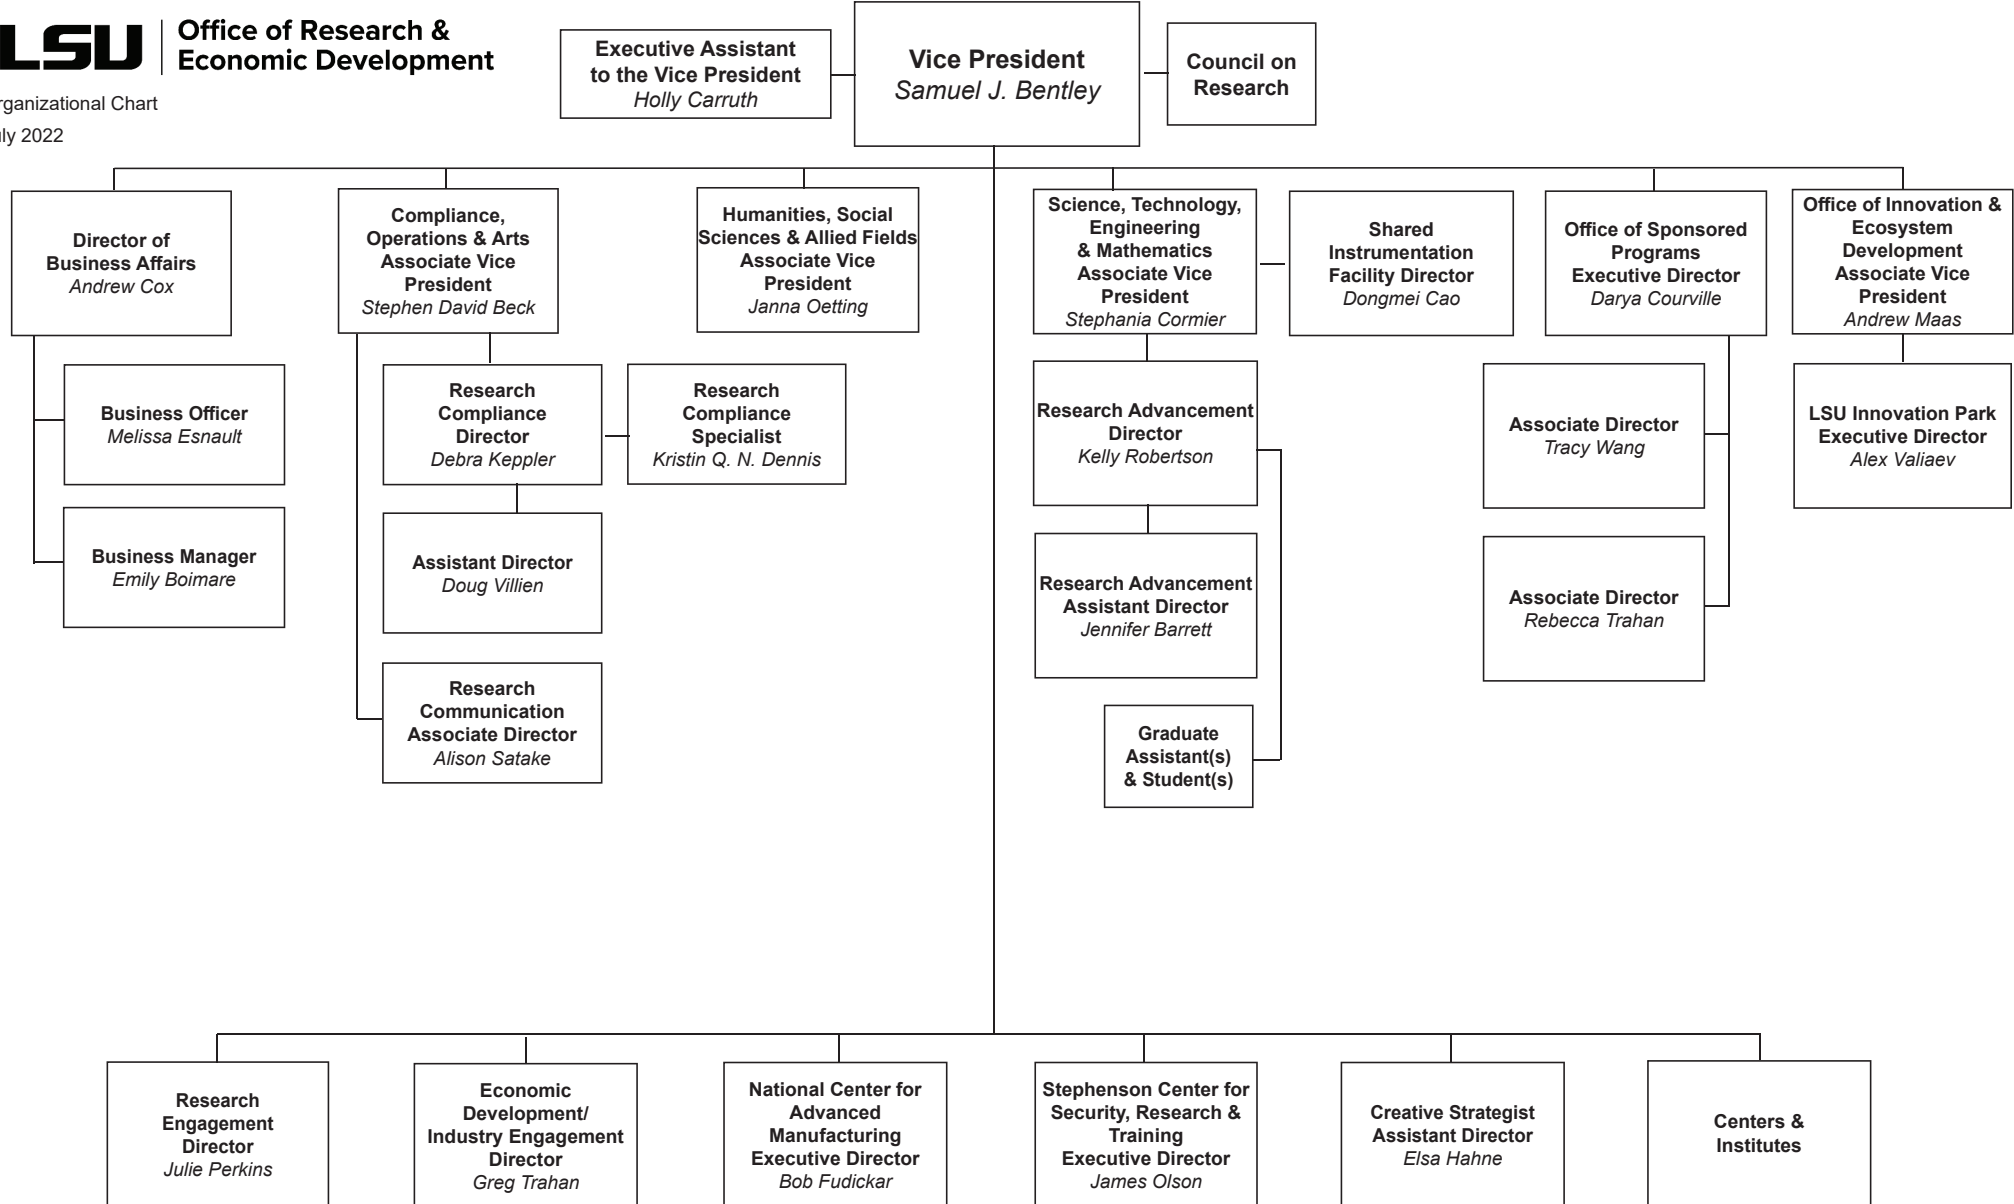 LSU
Office of Research &
Economic Development
rganizational Chart
ly 2022
Executive Assistant
to the Vice President
Holly Carruth
Vice President
Samuel J. Bentley
Council on
Research
Director of
Business Affairs
Andrew Cox
Compliance,
Operations & Arts
Associate Vice
President
Stephen David Beck
Humanities, Social
Sciences & Allied Fields
Associate Vice
President
Janna Oetting
Science, Technology,
Engineering
& Mathematics
Associate Vice
President
Stephania Cormier
Shared
Instrumentation
Facility Director
Dongmei Cao
Office of Sponsored
Programs
Executive Director
Darya Courville
Office of Innovation &
Ecosystem
Development
Associate Vice
President
Andrew Maas
Business Officer
Melissa Esnault
Research
Compliance
Director
Debra Keppler
Research
Compliance
Specialist
Kristin Q. N. Dennis
Research Advancement
Director
Kelly Robertson
Associate Director
Tracy Wang
LSU Innovation Park
Executive Director
Alex Valiaev
Business Manager
Emily Boimare
Assistant Director
Doug Villien
Research Advancement
Assistant Director
Jennifer Barrett
Associate Director
Rebecca Trahan
Research
Communication
Associate Director
Alison Satake
Graduate
Assistant(s)
& Student(s)
Research
Engagement
Director
Julie Perkins
Economic
Development/
Industry Engagement
Director
Greg Trahan
National Center for
Advanced
Manufacturing
Executive Director
Bob Fudickar
Stephenson Center for
Security, Research &
Training
Executive Director
James Olson
Creative Strategist
Assistant Director
Elsa Hahne
Centers &
Institutes